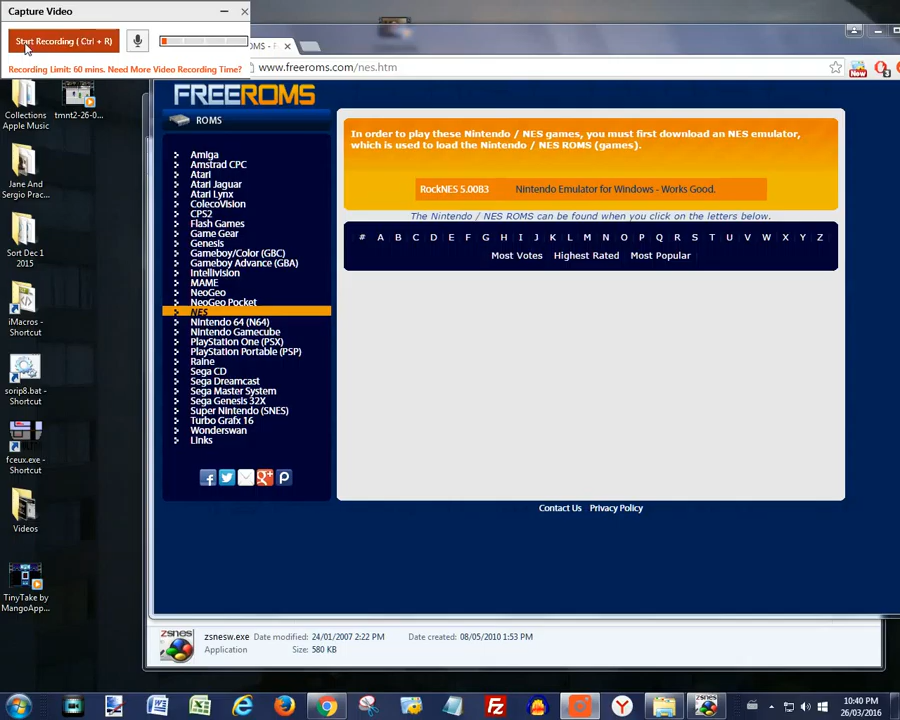 Capture Video
Start Recording ( Ctrl + R)
Recording Limit: 60 mins. Need More Video Recording Time?
www.freeroms.com/nes.htm
New
3
FREEROMS
ROMS
Amiga
Amstrad CPC
Atari
Atari Jaguar
Atari Lynx
ColecoVision
CPS2
Flash Games
Game Gear
Genesis
Gameboy/Color (GBC)
Gameboy Advance (GBA)
Intellivision
MAME
NeoGeo
NeoGeo Pocket
NES
Nintendo 64 (N64)
Nintendo Gamecube
PlayStation One (PSX)
PlayStation Portable (PSP)
Raine
Sega CD
Sega Dreamcast
Sega Master System
Sega Genesis 32X
Super Nintendo (SNES)
Turbo Grafx 16
Wonderswan
Links
In order to play these Nintendo / NES games, you must first download an NES emulator,
which is used to load the Nintendo / NES ROMS (games).
RockNES 5.0083 Nintendo Emulator for Windows - Works Good.
The Nintendo / NES ROMS can be found when you click on the letters below.
# A B C D E F G H I J K L M N O P Q R S T U V W X Y Z
Most Votes Highest Rated Most Popular
Contact Us Privacy Policy
Collections
Apple Music
tmnt2-26-0...
Jane And
Sergio Prac...
Sort Dec 1
2015
iMacros -
Shortcut
sorip8.bat -
Shortcut
fceux.exe -
Shortcut
Videos
TinyTake by
MangoApp...
zsnes
zsnesw.exe Date modified: 24/01/2007 2:22 PM Date created: 08/05/2010 1:53 PM
Application Size: 580 KB
zsnes
10:40 PM
26/03/2016